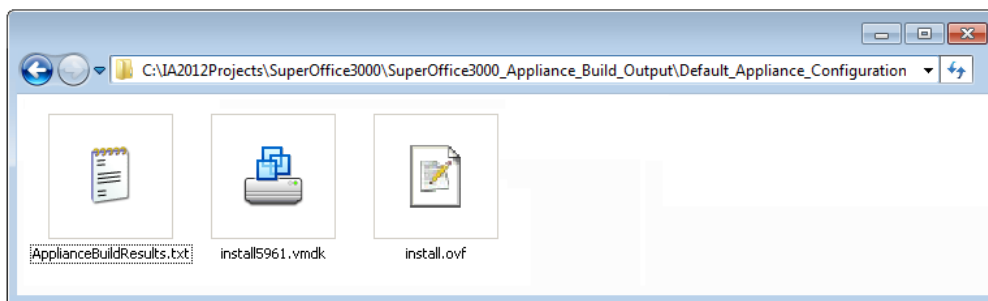 C:\IA2012Projects\SuperOffice3000\SuperOffice3000_Appliance_Build_Output\Default_Appliance_Configuration
ApplianceBuildResults.txt install5961.vmdk install.ovf